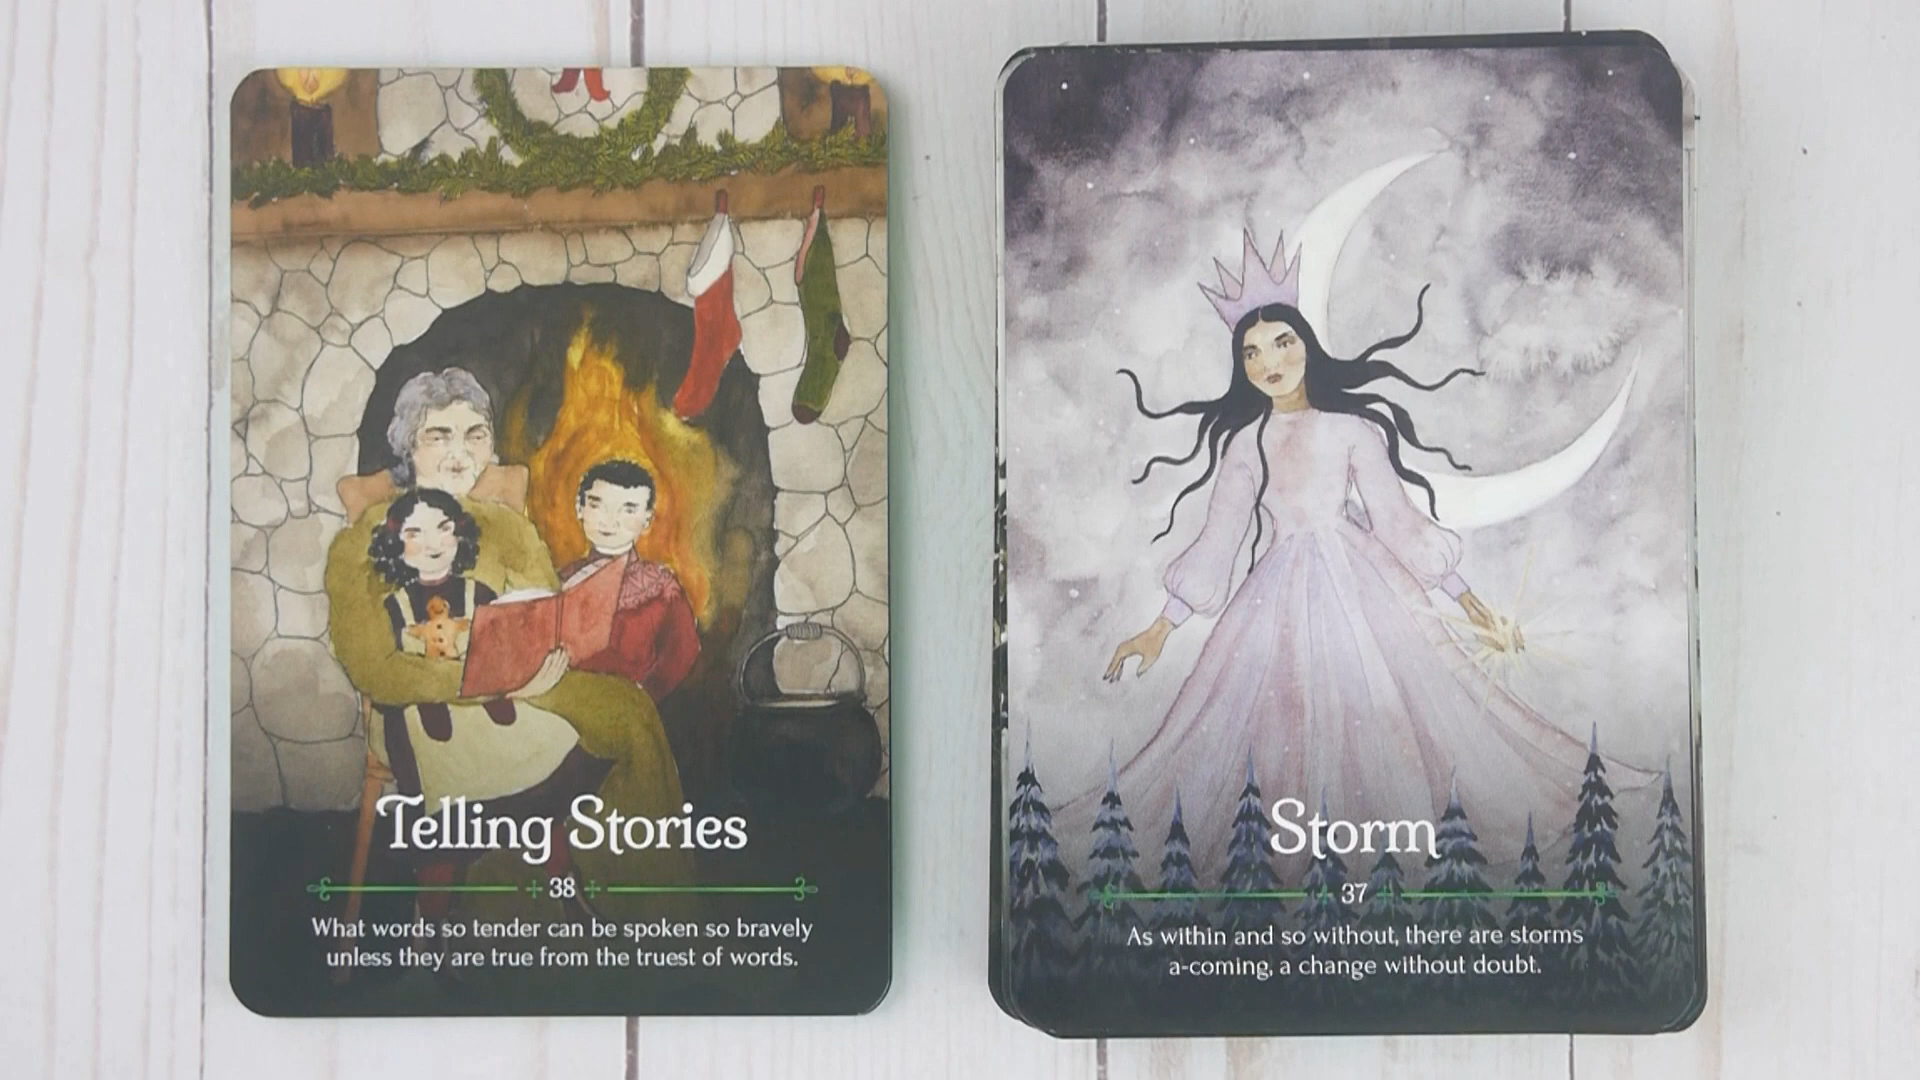 Telling Stories
38
What words so tender can be spoken so bravely
unless they are true from the truest of words.
Storm
37
As within and so without, there are storms
a-coming, a change without doubt.